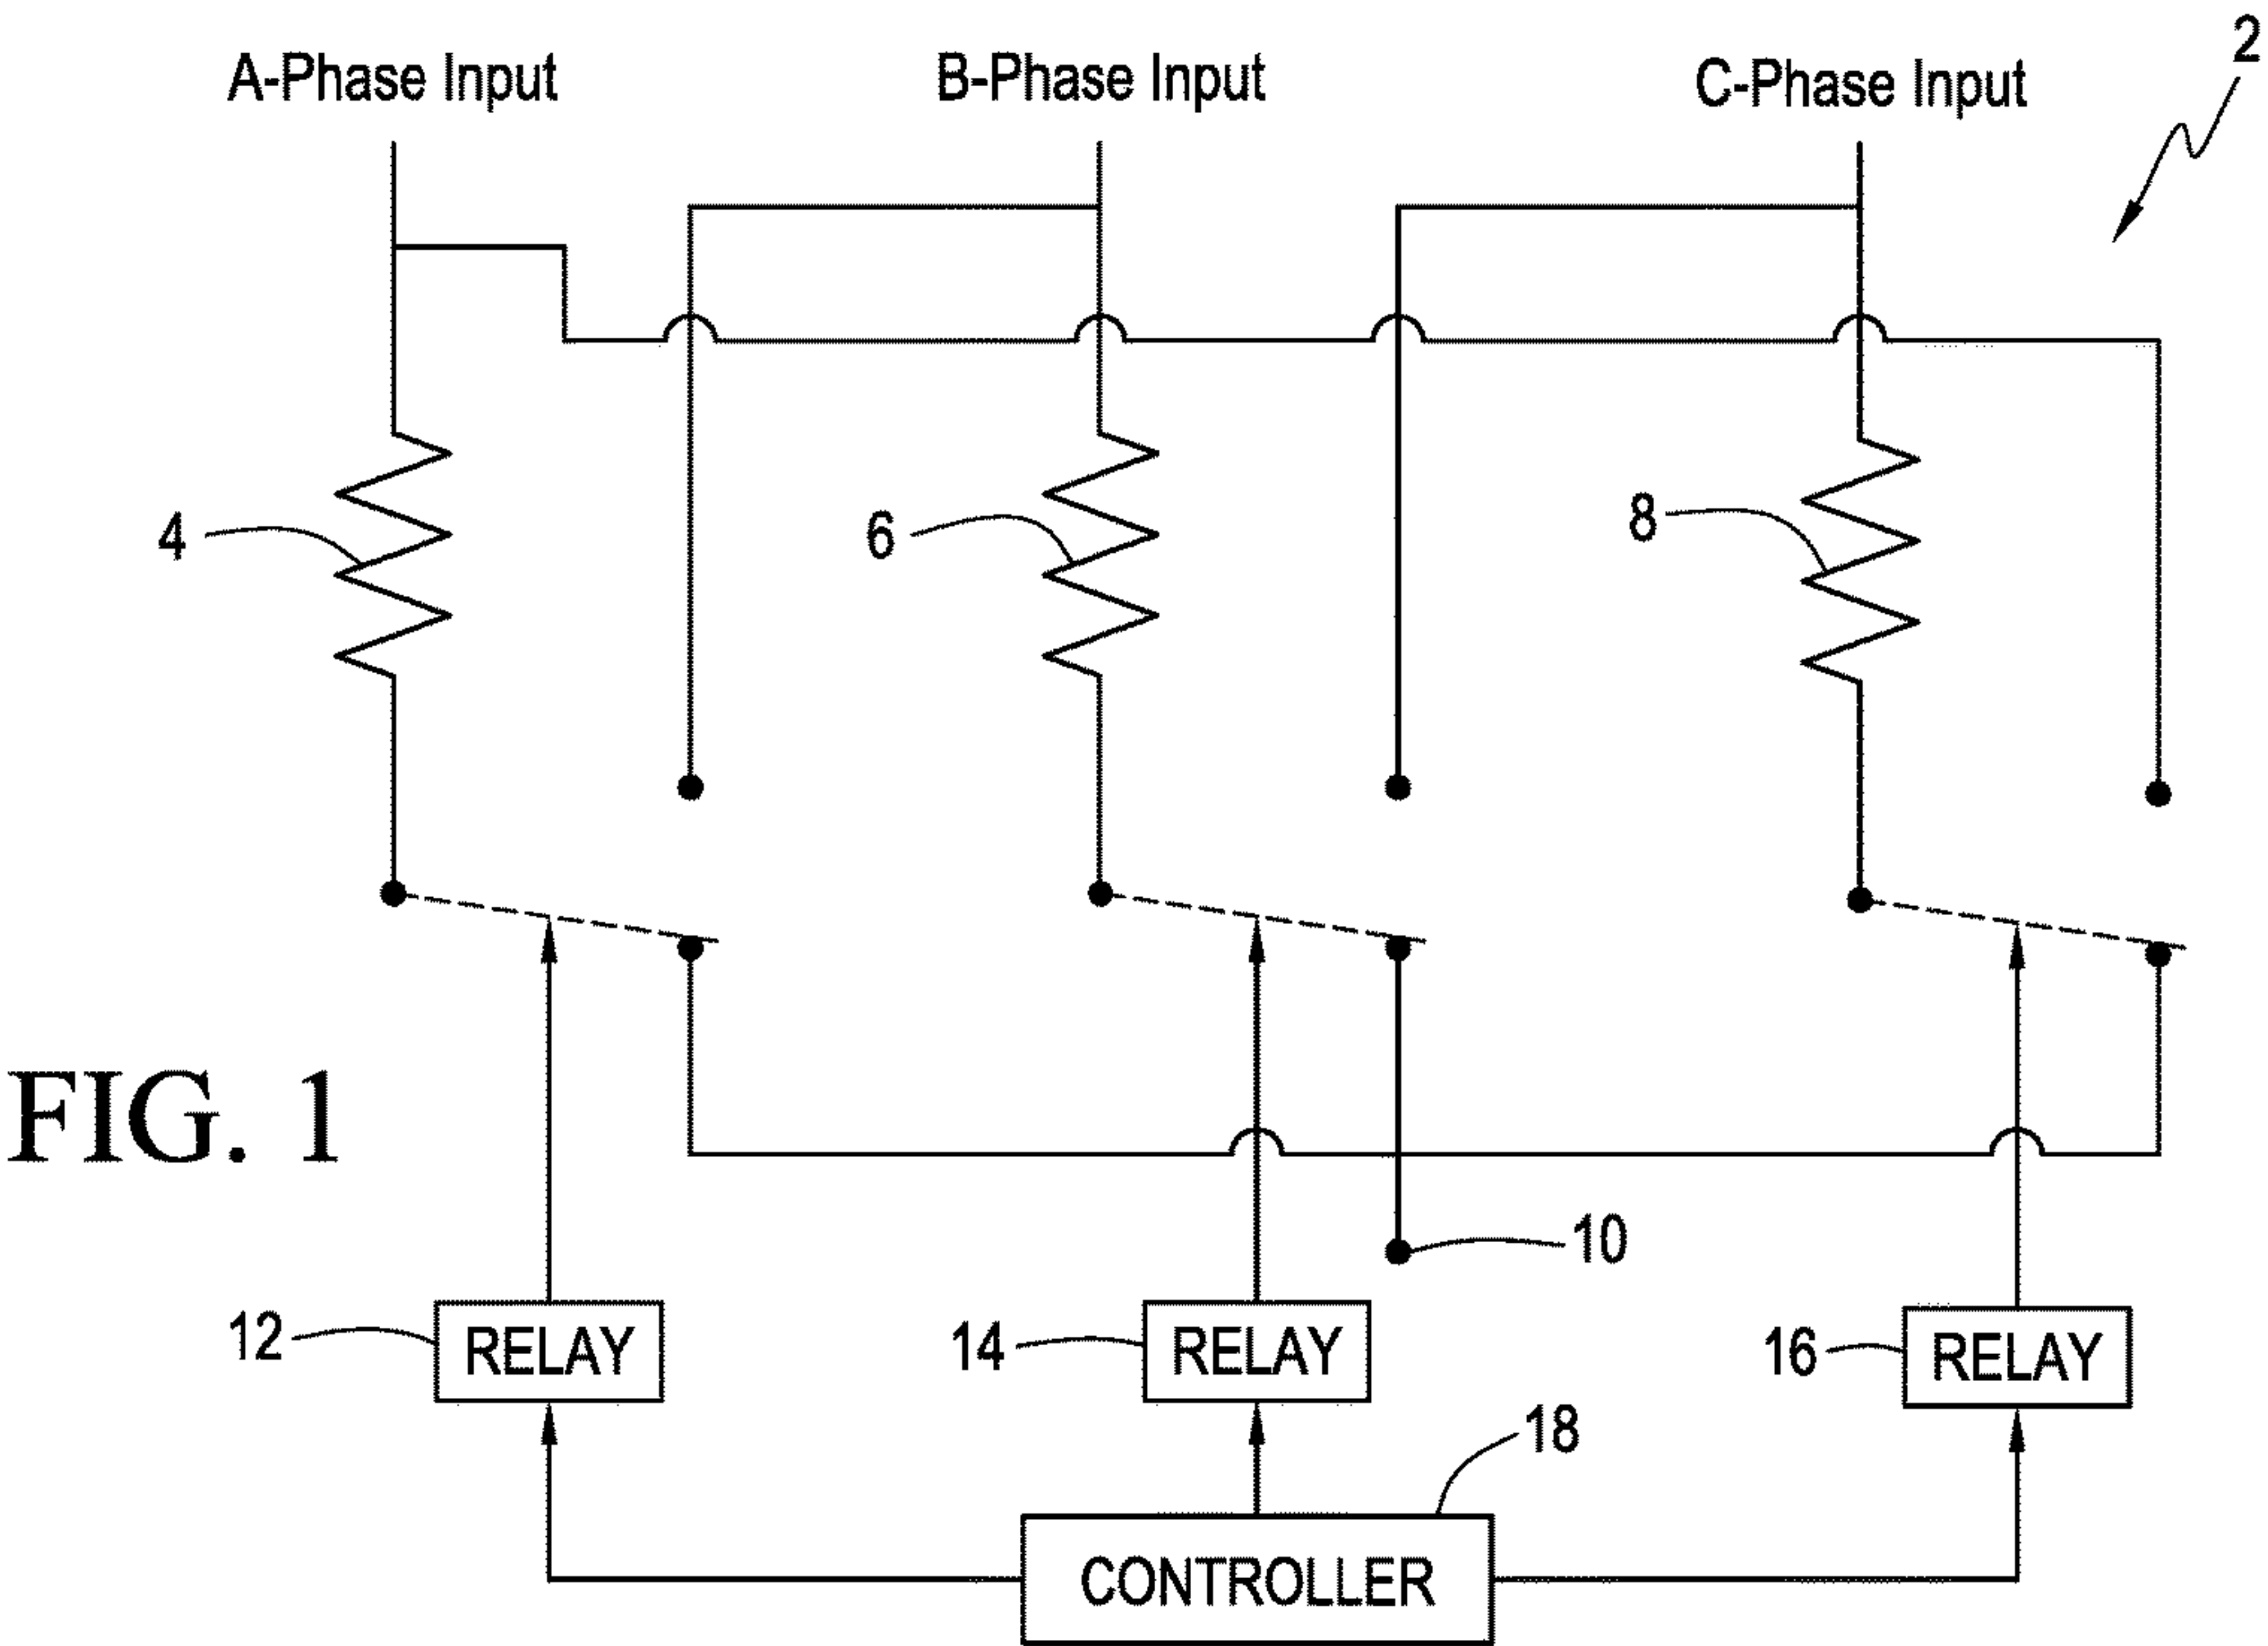 2
A-Phase Input
B-Phase Input
C-Phase Input
4
6
8
FIG. 1
10
12
RELAY
14
RELAY
16
RELAY
18
CONTROLLER